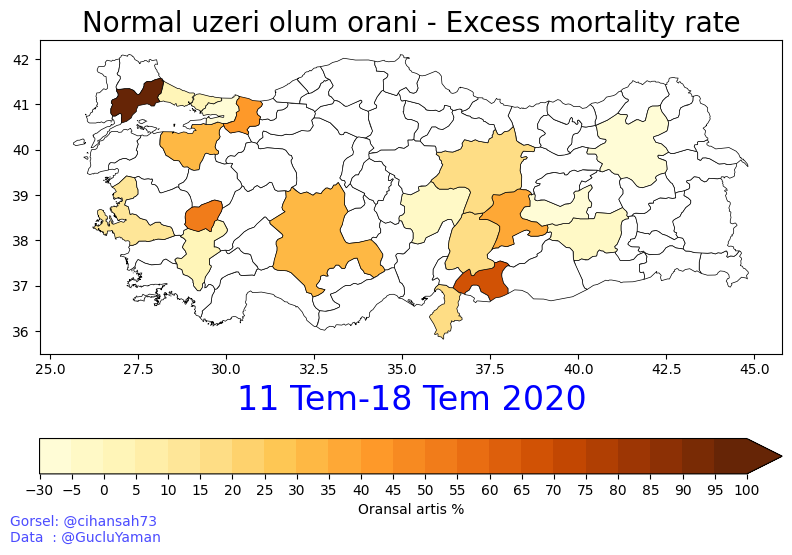 Normal uzeri olum orani - Excess mortality rate
42
41
40
39
38
37
36
25.0 27.5 30.0 32.5 35.0 37.5 40.0 42.5 45.0
11 Tem-18 Tem 2020
−30 −5 0 5 10 15 20 25 30 35 40 45 50 55 60 65 70 75 80 85 90 95 100
Oransal artis %
Gorsel: @cihansah73
Data : @GucluYaman